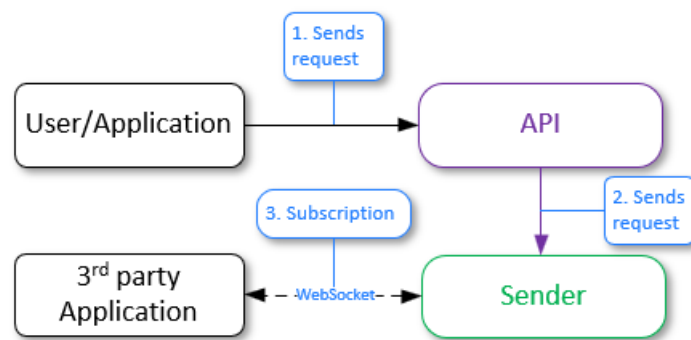 1. Sends
request
User/Application
API
2. Sends
request
3. Subscription
3rd party
Application
WebSocket
Sender